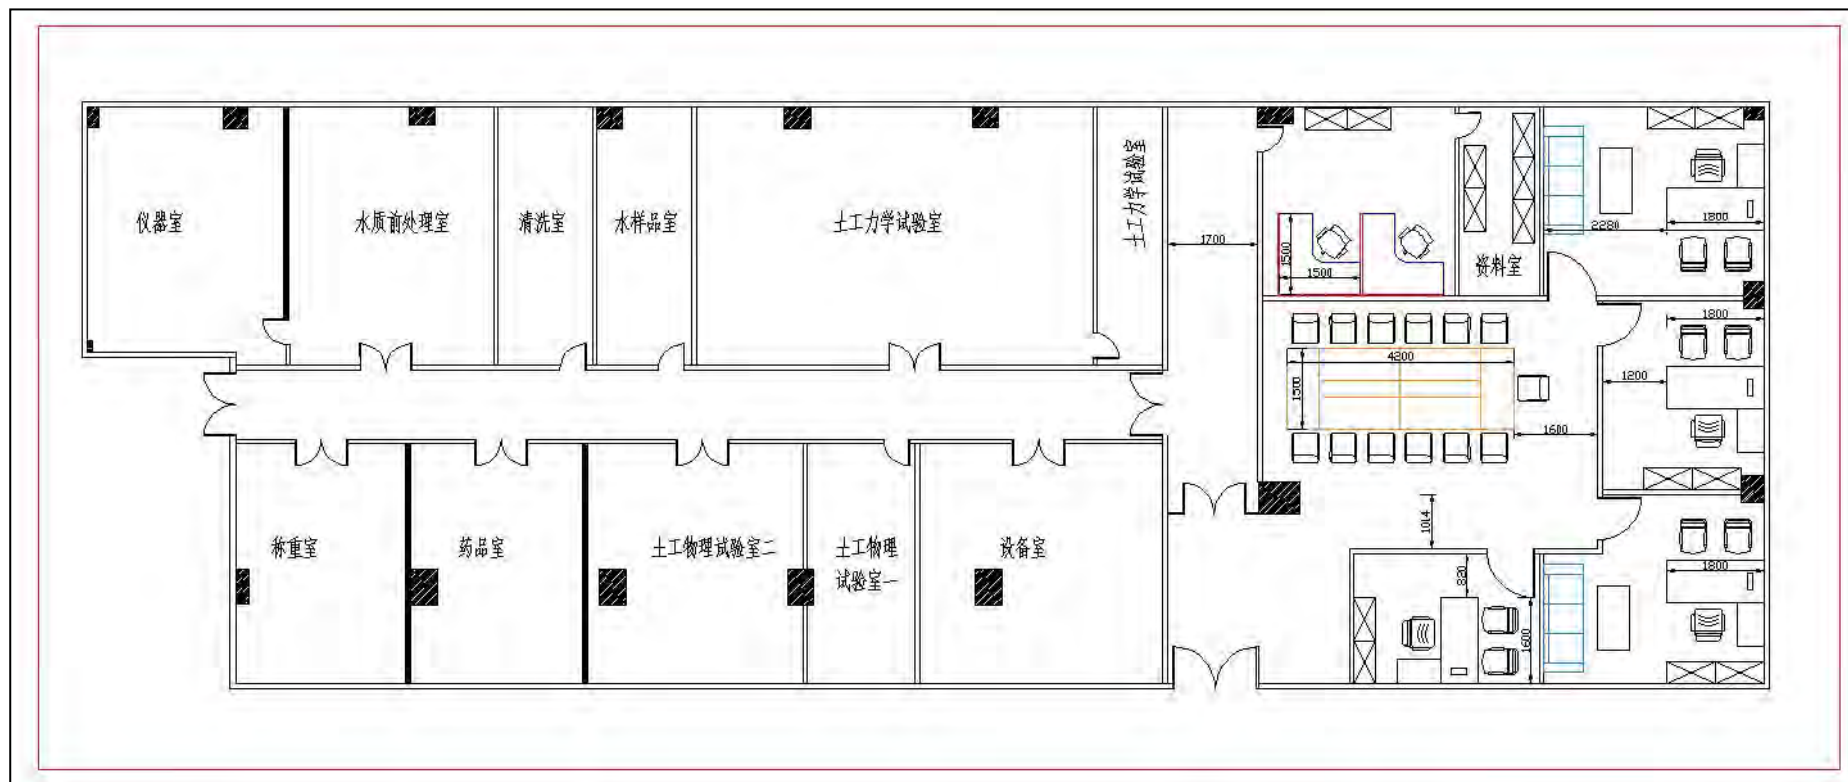 仪器室
水质前处理室
清洗室
水样品室
土工力学试验室
土工力学试验室
1700
1500
1500
资料室
2280
1800
4200
1500
1600
1800
1200
称重室
药品室
土工物理试验室二
土工物理
试验室一
设备室
1014
820
1600
1800